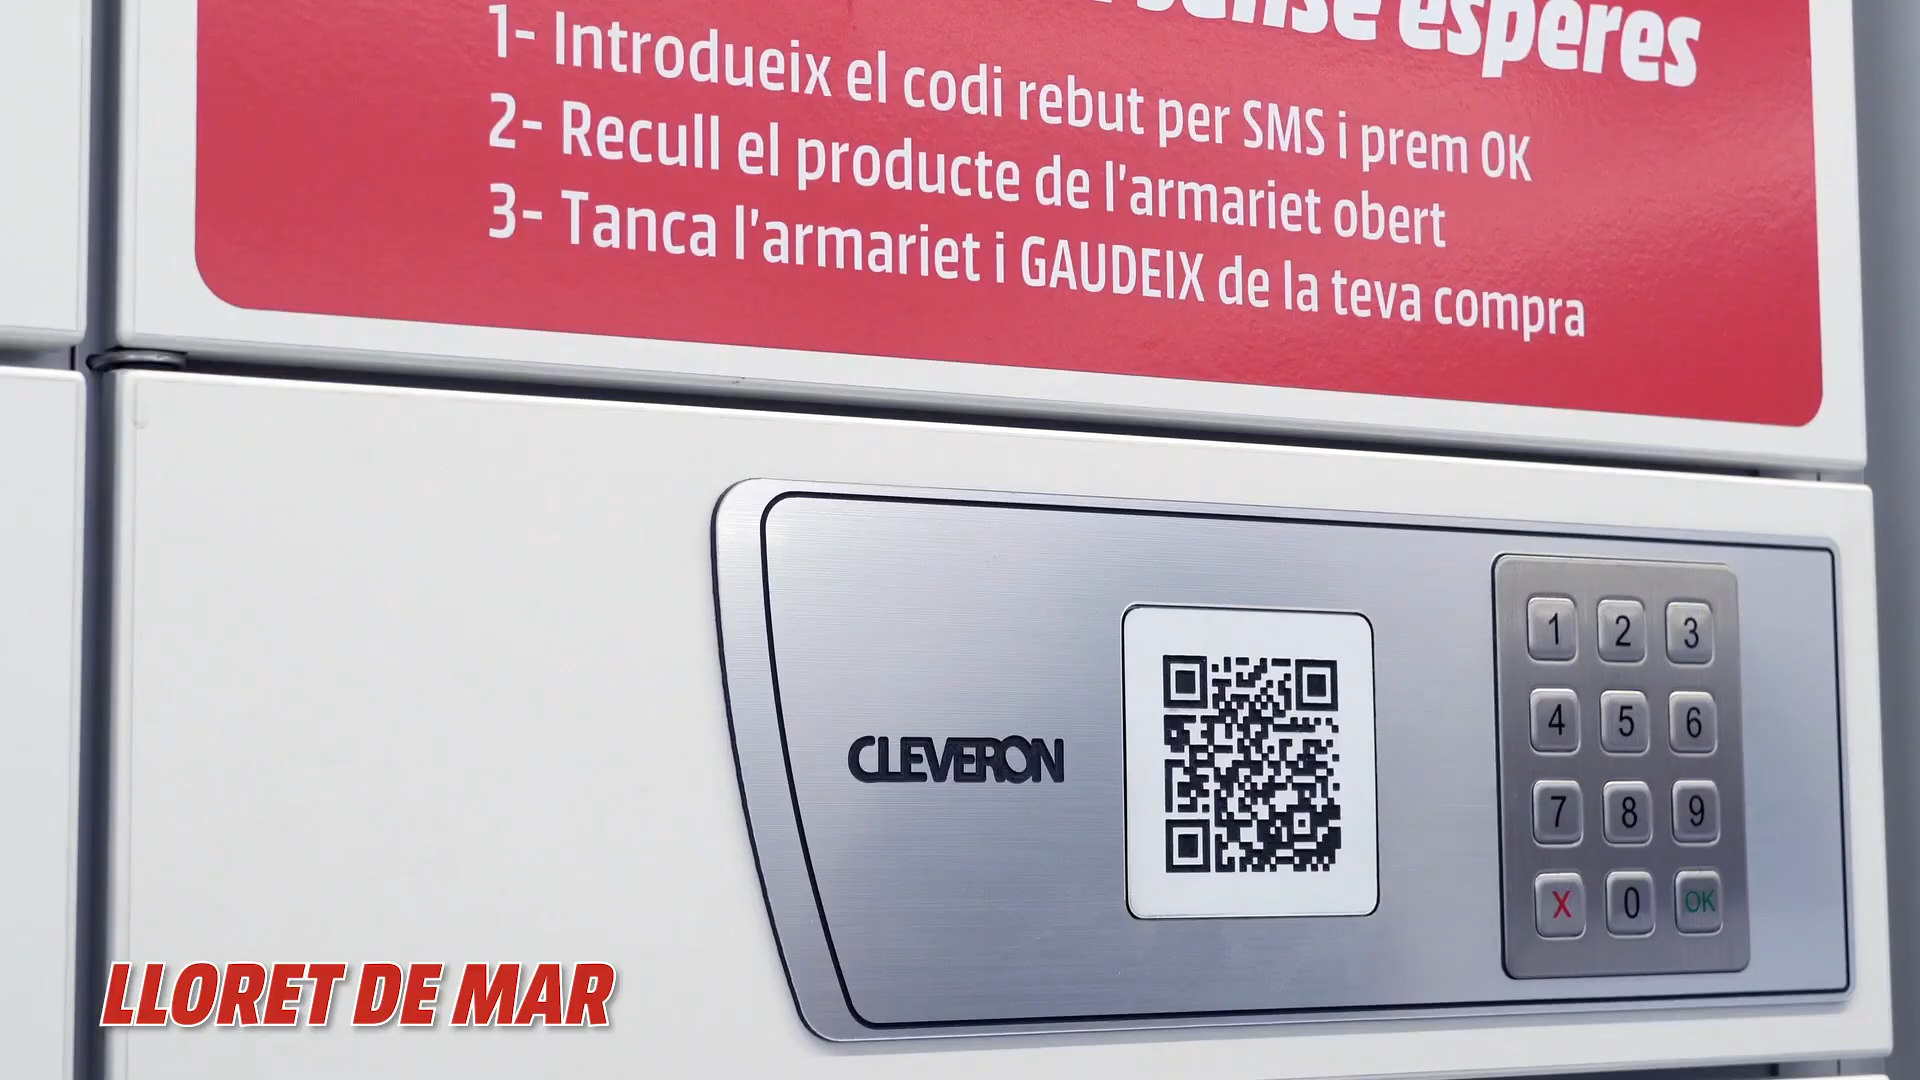 sense esperes
1- Introdueix el codi rebut per SMS i prem OK
2- Recull el producte de l'armariet obert
3- Tanca l'armariet i GAUDEIX de la teva compra
CLEVERON
1 2 3
4 5 6
7 8 9
X 0 OK
LLORET DE MAR